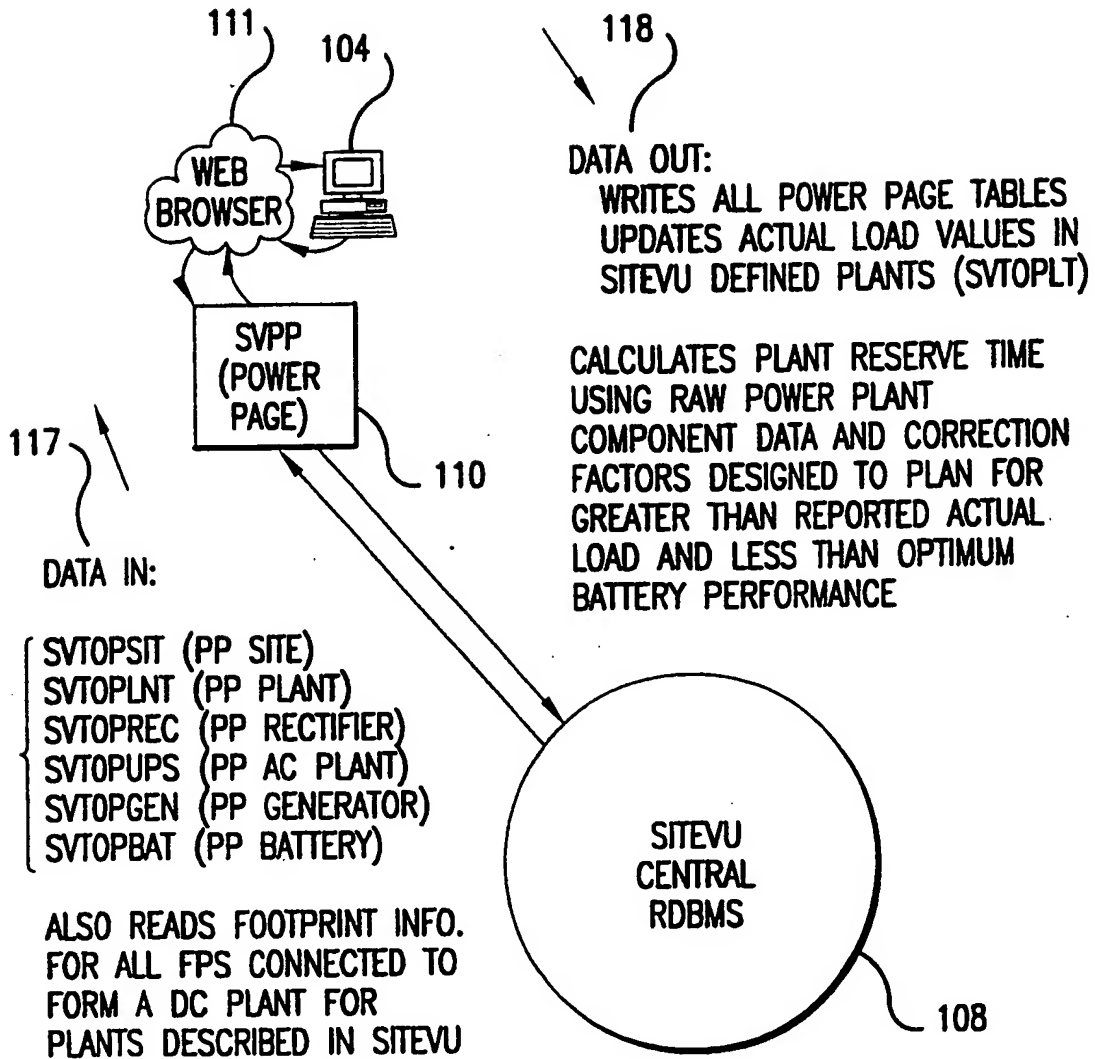 111
104
118
WEB
BROWSER
DATA OUT:
WRITES ALL POWER PAGE TABLES
UPDATES ACTUAL LOAD VALUES IN
SITEVU DEFINED PLANTS (SVTOPLT)
SVPP
(POWER
PAGE)
CALCULATES PLANT RESERVE TIME
USING RAW POWER PLANT
COMPONENT DATA AND CORRECTION
FACTORS DESIGNED TO PLAN FOR
GREATER THAN REPORTED ACTUAL
LOAD AND LESS THAN OPTIMUM
BATTERY PERFORMANCE
117
110
DATA IN:
SVTOPSIT (PP SITE)
SVTOPLNT (PP PLANT)
SVTOPREC (PP RECTIFIER)
SVTOPUPS (PP AC PLANT)
SVTOPGEN (PP GENERATOR)
SVTOPBAT (PP BATTERY)
ALSO READS FOOTPRINT INFO.
FOR ALL FPS CONNECTED TO
FORM A DC PLANT FOR
PLANTS DESCRIBED IN SITEVU
SITEVU
CENTRAL
RDBMS
108